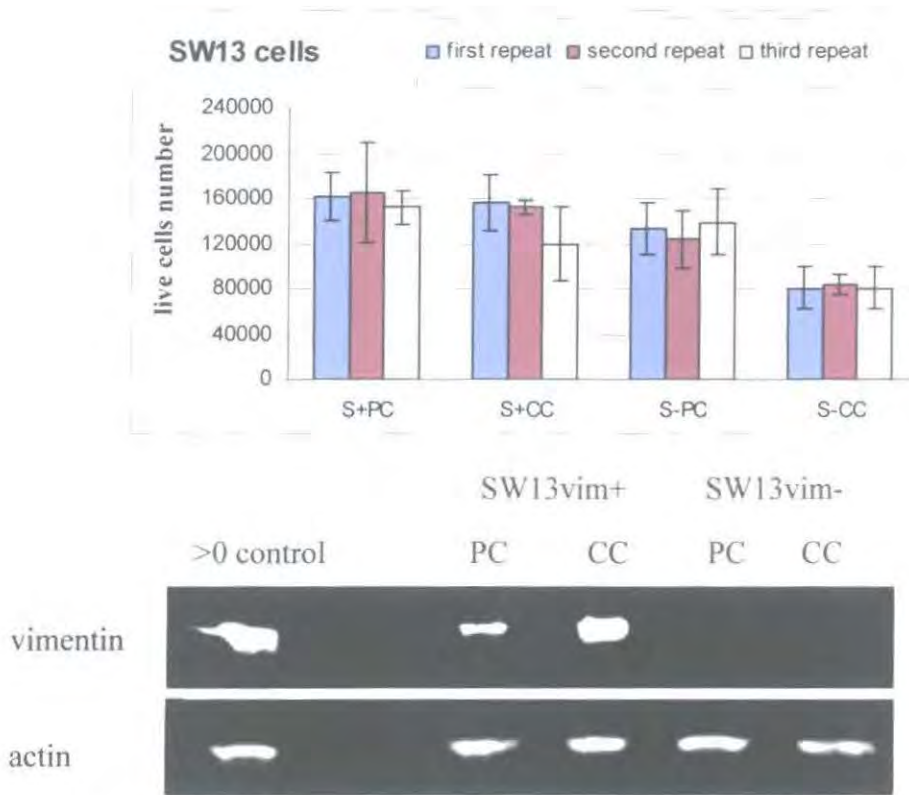 SW13 cells
first repeat second repeat third repeat
live cells number
240000
200000
160000
120000
80000
40000
0
S+PC S+CC S-PC S-CC
SW13vim+ SW13vim-
>0 control PC CC PC CC
vimentin
actin